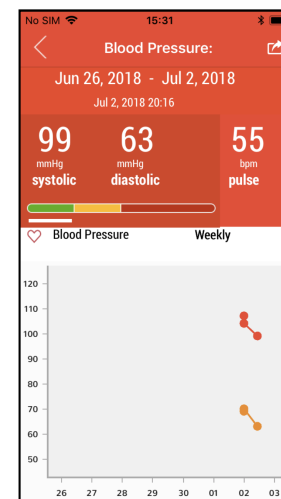 No SIM 15:31
Blood Pressure:
Jun 26, 2018 - Jul 2, 2018
Jul 2, 2018 20:16
99 63 55
mmHg mmHg bpm
systolic diastolic pulse
Blood Pressure Weekly
120
110
100
90
80
70
60
50
26 27 28 29 30 01 02 03